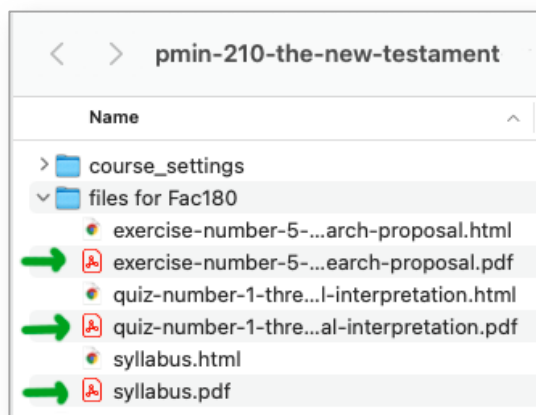 pmin-210-the-new-testament
Name
course_settings
files for Fac180
exercise-number-5-...arch-proposal.html
exercise-number-5-...earch-proposal.pdf
quiz-number-1-thre...l-interpretation.html
quiz-number-1-thre...al-interpretation.pdf
syllabus.html
syllabus.pdf